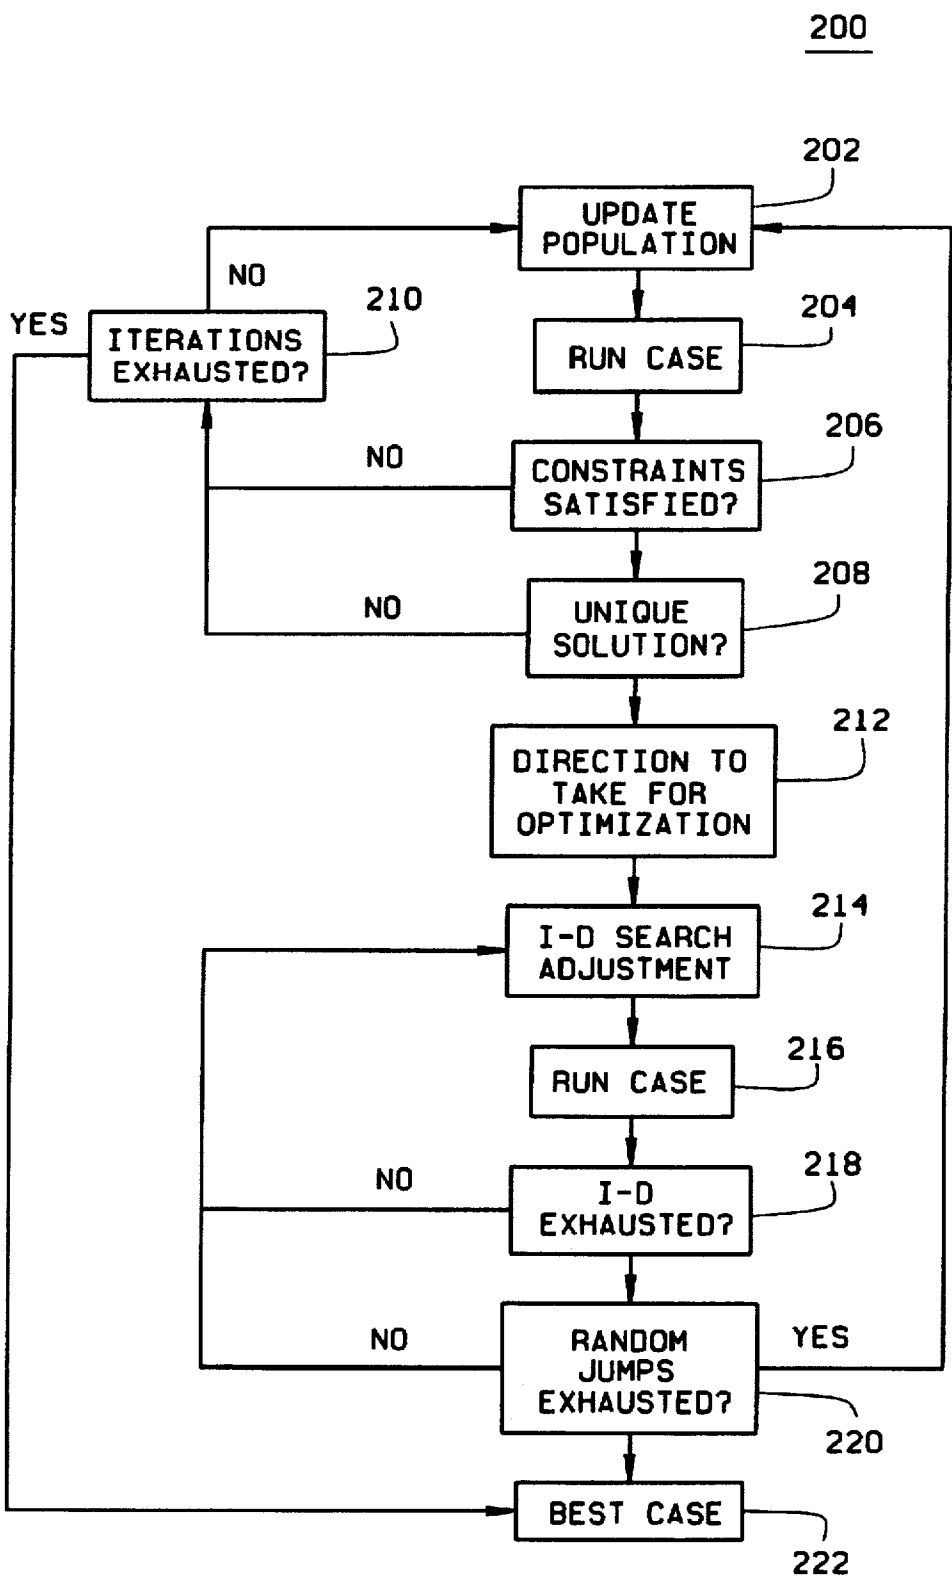 200
202
UPDATE
POPULATION
NO
YES
210
ITERATIONS
EXHAUSTED?
204
RUN CASE
206
NO
CONSTRAINTS
SATISFIED?
208
NO
UNIQUE
SOLUTION?
212
DIRECTION TO
TAKE FOR
OPTIMIZATION
214
I-D SEARCH
ADJUSTMENT
216
RUN CASE
218
NO
I-D
EXHAUSTED?
NO
RANDOM
JUMPS
EXHAUSTED?
YES
220
BEST CASE
222